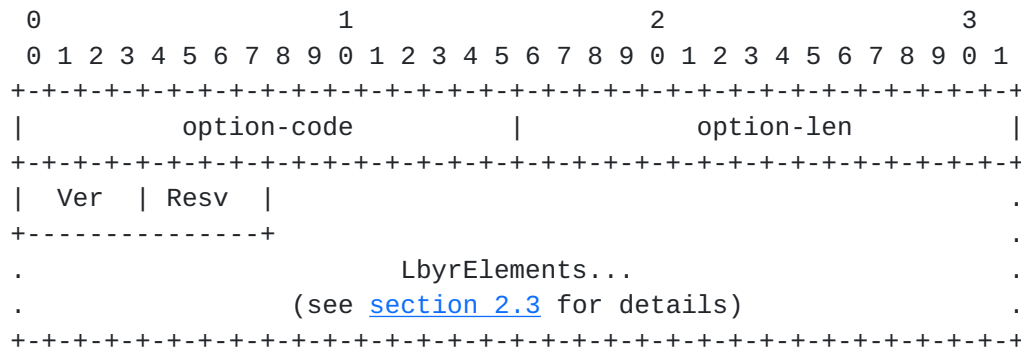 0                   1                   2                   3
 0 1 2 3 4 5 6 7 8 9 0 1 2 3 4 5 6 7 8 9 0 1 2 3 4 5 6 7 8 9 0 1
+-+-+-+-+-+-+-+-+-+-+-+-+-+-+-+-+-+-+-+-+-+-+-+-+-+-+-+-+-+-+-+-+
|          option-code          |           option-len          |
+-+-+-+-+-+-+-+-+-+-+-+-+-+-+-+-+-+-+-+-+-+-+-+-+-+-+-+-+-+-+-+-+
|  Ver  | Resv  |                                               .
+---------------+                                               .
.                        LbyrElements...                        .
.                 (see section 2.3 for details)                 .
+-+-+-+-+-+-+-+-+-+-+-+-+-+-+-+-+-+-+-+-+-+-+-+-+-+-+-+-+-+-+-+-+